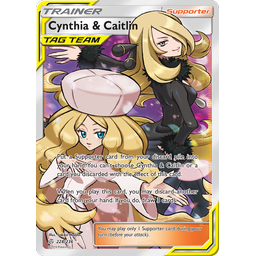 TRAINER
Supporter
Cynthia & Caitlin
TAG TEAM
Put a Supporter card from your discard pile into
your hand. You can't choose Cynthia & Caitlin or a
card you discarded with the effect of this card.
When you play this card, you may discard another
card from your hand. If you do, draw 3 cards.
You may play only 1 Supporter card during your
turn (before your attack).